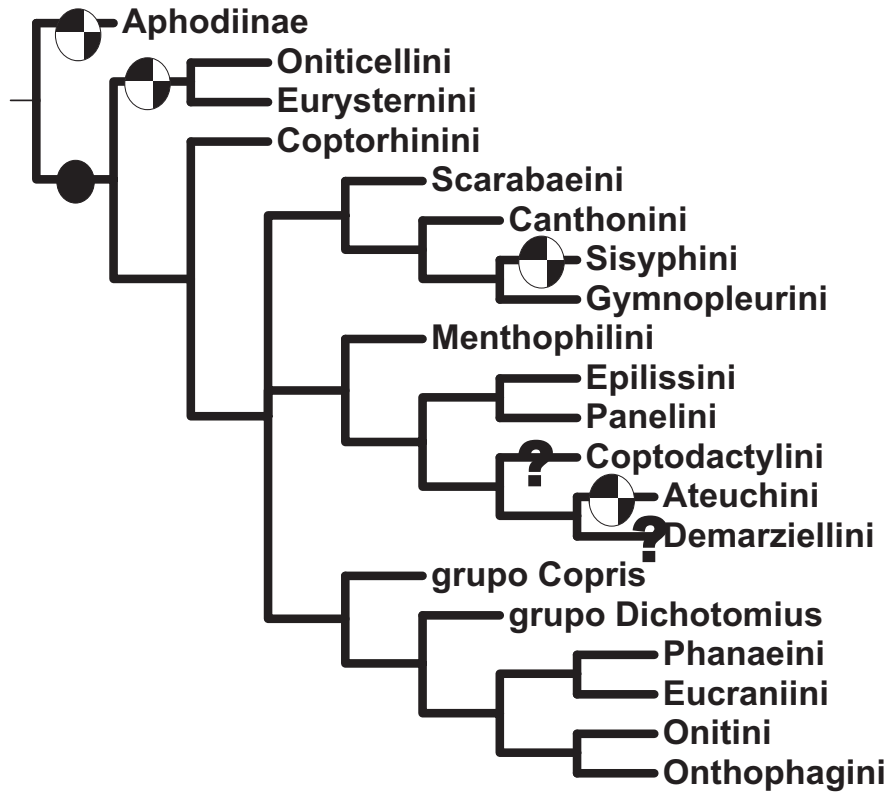 Aphodiinae
Oniticellini
Eurysternini
Coptorhinini
Scarabaeini
Canthonini
Sisyphini
Gymnopleurini
Menthophilini
Epilissini
Panelini
?
Coptodactylini
Ateuchini
?
Demarziellini
grupo Copris
grupo Dichotomius
Phanaeini
Eucraniini
Onitini
Onthophagini